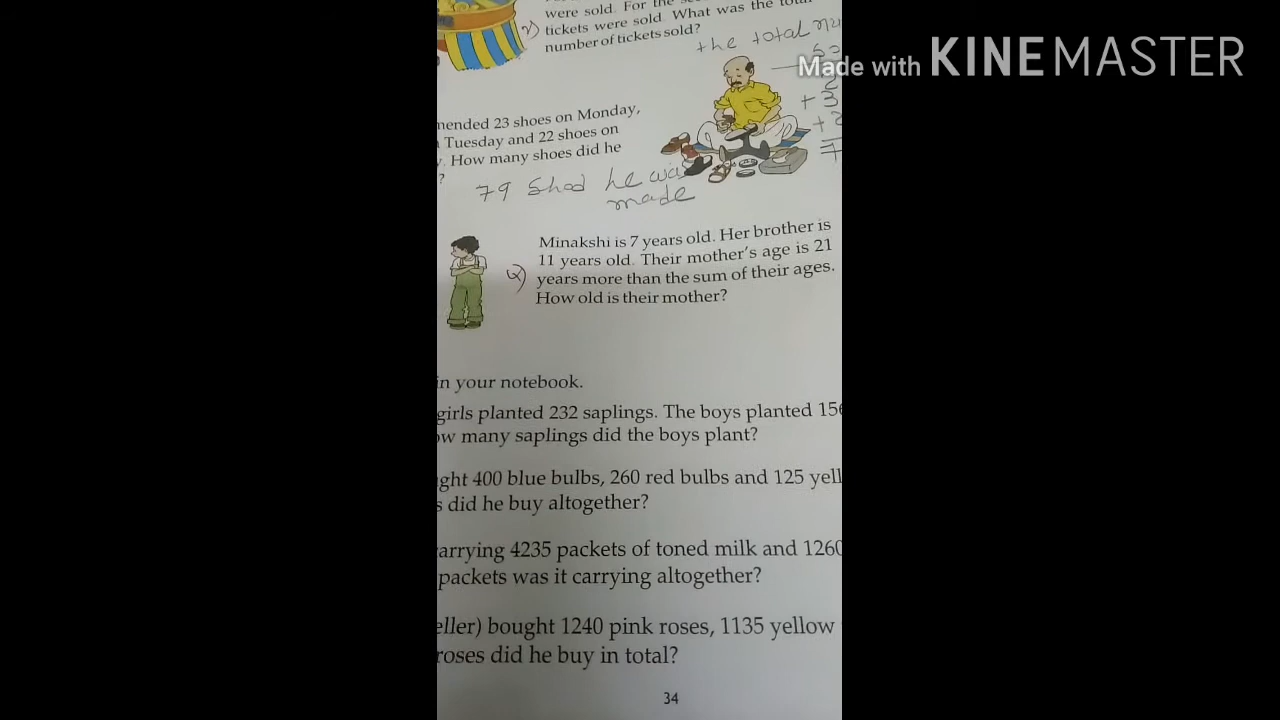 were sold. For the
tickets were sold. What was the total
number of tickets sold?
the total nu
Made with KINEMASTER
mended 23 shoes on Monday,
Tuesday and 22 shoes on
How many shoes did he
?
79 Shod he was
made
Minakshi is 7 years old. Her brother is
11 years old. Their mother's age is 21
years more than the sum of their ages.
How old is their mother?
in your notebook.
girls planted 232 saplings. The boys planted 156
ow many saplings did the boys plant?
ght 400 blue bulbs, 260 red bulbs and 125 yell
s did he buy altogether?
carrying 4235 packets of toned milk and 1260
packets was it carrying altogether?
eller) bought 1240 pink roses, 1135 yellow
roses did he buy in total?
34